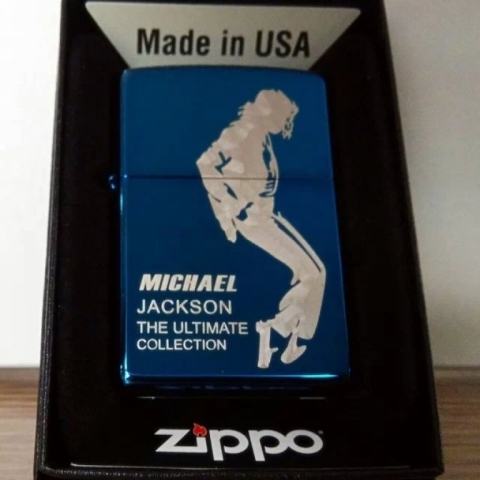 Made in USA
MICHAEL
JACKSON
THE ULTIMATE
COLLECTION
zippo